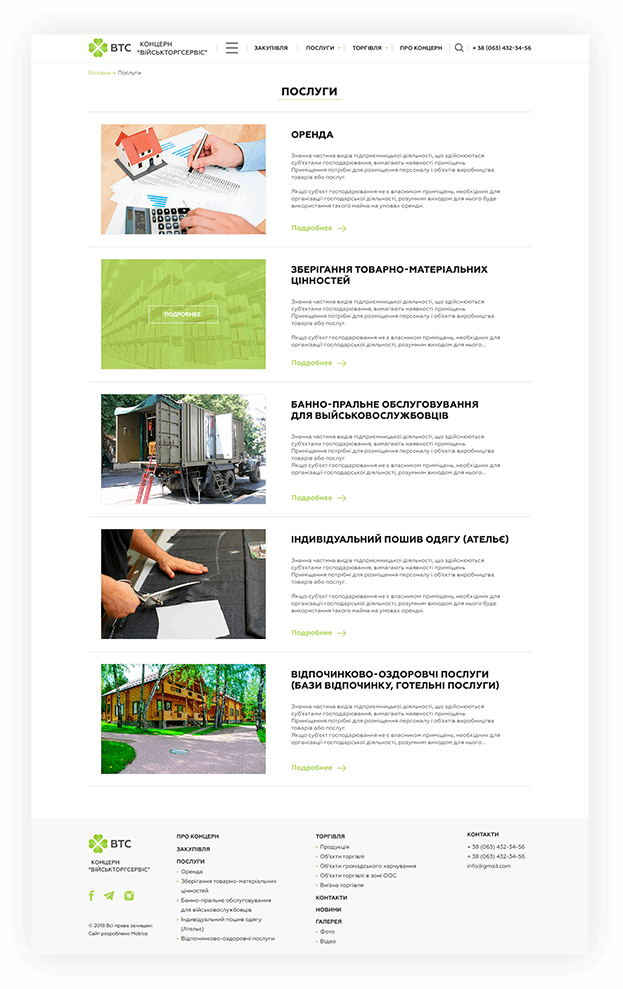 ВТС
КОНЦЕРН
"ВІЙСЬКТОРГСЕРВІС"
ЗАКУПІВЛЯ
ПОСЛУГИ
ТОРГІВЛЯ
ПРО КОНЦЕРН
+ 38 (063) 432-34-56
Головна — Послуги
ПОСЛУГИ
ОРЕНДА
Значна частина видів підприємницької діяльності, що здійснюються
суб'єктами господарювання, вимагають наявності приміщень
Приміщення потрібні для розміщення персоналу і об'єктів виробництва
товарів або послуг.
Якщо суб'єкт господарювання не є власником приміщень, необхідних для
організації господарської діяльності, розумним виходом для нього буде
використання такого майна на умовах оренди.
Подробнее
ПОДРОБНЕЕ
ЗБЕРІГАННЯ ТОВАРНО-МАТЕРІАЛЬНИХ
ЦІННОСТЕЙ
Значна частина видів підприємницької діяльності, що здійснюються
суб'єктами господарювання, вимагають наявності приміщень
Приміщення потрібні для розміщення персоналу і об'єктів виробництва
товарів або послуг.
Якщо суб'єкт господарювання не є власником приміщень, необхідних для
організації господарської діяльності, розумним виходом для нього...
Подробнее
БАННО-ПРАЛЬНЕ ОБСЛУГОВУВАННЯ
ДЛЯ ВЫЙСЬКОВОСЛУЖБОВЦІВ
Значна частина видів підприємницької діяльності, що здійснюються
суб'єктами господарювання, вимагають наявності приміщень
Приміщення потрібні для розміщення персоналу і об'єктів виробництва
товарів або послуг.
Якщо суб'єкт господарювання не є власником приміщень, необхідних для
організації господарської діяльності, розумним виходом для нього...
Подробнее
ІНДИВІДУАЛЬНИЙ ПОШИВ ОДЯГУ (АТЕЛЬЄ)
Значна частина видів підприємницької діяльності, що здійснюються
суб'єктами господарювання, вимагають наявності приміщень
Приміщення потрібні для розміщення персоналу і об'єктів виробництва
товарів або послуг.
Якщо суб'єкт господарювання не є власником приміщень, необхідних для
організації господарської діяльності, розумним виходом для нього буде
використання такого майна на умовах оренди.
Подробнее
ВІДПОЧИНКОВО-ОЗДОРОВЧІ ПОСЛУГИ
(БАЗИ ВІДПОЧИНКУ, ГОТЕЛЬНІ ПОСЛУГИ)
Значна частина видів підприємницької діяльності, що здійснюються
суб'єктами господарювання, вимагають наявності приміщень
Приміщення потрібні для розміщення персоналу і об'єктів виробництва
товарів або послуг.
Якщо суб'єкт господарювання не є власником приміщень, необхідних для
організації господарської діяльності, розумним виходом для нього...
Подробнее
ВТС
КОНЦЕРН
"ВІЙСЬКТОРГСЕРВІС"
© 2018 Всі права захищені
Сайт розроблено Mobios
ПРО КОНЦЕРН
ЗАКУПІВЛЯ
ПОСЛУГИ
Оренда
Зберігання товарно-матеріальних
цінностей
Банно-пральне обслуговування
для військовослужбовців
Індивідуальний пошив одягу
(Ательє)
Відпочинково-оздоровчі послуги
ТОРГІВЛЯ
Продукція
Об'єкти торгівлі
Об'єкти громадського харчування
Об'єкти торгівлі в зоні ООС
Виїзна торгівля
КОНТАКТИ
НОВИНИ
ГАЛЕРЕЯ
Фото
Відео
КОНТАКТИ
+ 38 (063) 432-34-56
+ 38 (063) 432-34-56
info@gmail.com